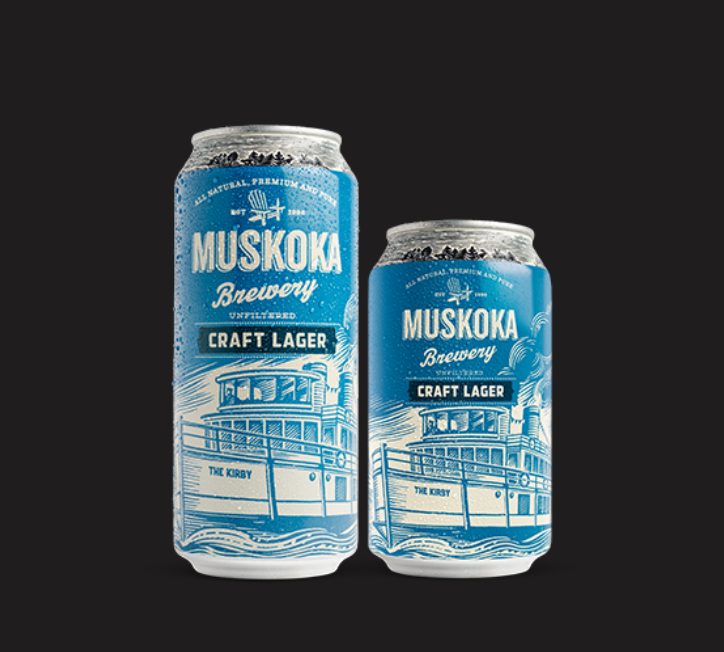 ALL NATURAL, PREMIUM AND PURE
EST 1996
MUSKOKA
Brewery
UNFILTERED
CRAFT LAGER
THE KIRBY
ALL NATURAL, PREMIUM AND PURE
EST 1996
MUSKOKA
Brewery
UNFILTERED
CRAFT LAGER
THE KIRBY